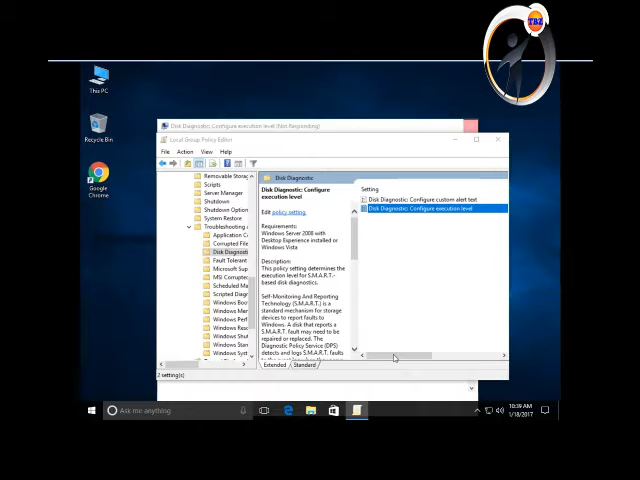 TBZ
This PC
Recycle Bin
Google
Chrome
Disk Diagnostic: Configure execution level (Not Responding)
Local Group Policy Editor
File Action View Help
Removable Storag
Scripts
Server Manager
Shutdown
Shutdown Option
System Restore
Troubleshooting
Application C
Corrupted File
Disk Diagnosti
Fault Tolerant
Microsoft Sup
MSI Corrupte
Scheduled Ma
Scripted Diagr
Windows Boo
Windows Mer
Windows Perf
Windows Resc
Windows Shut
Windows Stan
Windows Syst
Disk Diagnostic
Disk Diagnostic: Configure
execution level
Edit policy setting.
Requirements:
Windows Server 2008 with
Desktop Experience installed or
Windows Vista
Description:
This policy setting determines the
execution level for S.M.A.R.T.-
based disk diagnostics.
Self-Monitoring And Reporting
Technology (S.M.A.R.T.) is a
standard mechanism for storage
devices to report faults to
Windows. A disk that reports a
S.M.A.R.T. fault may need to be
repaired or replaced. The
Diagnostic Policy Service (DPS)
detects and logs S.M.A.R.T. faults
Setting
Disk Diagnostic: Configure custom alert text
Disk Diagnostic: Configure execution level
Extended Standard
2 setting(s)
Ask me anything
10:39 AM
1/18/2017